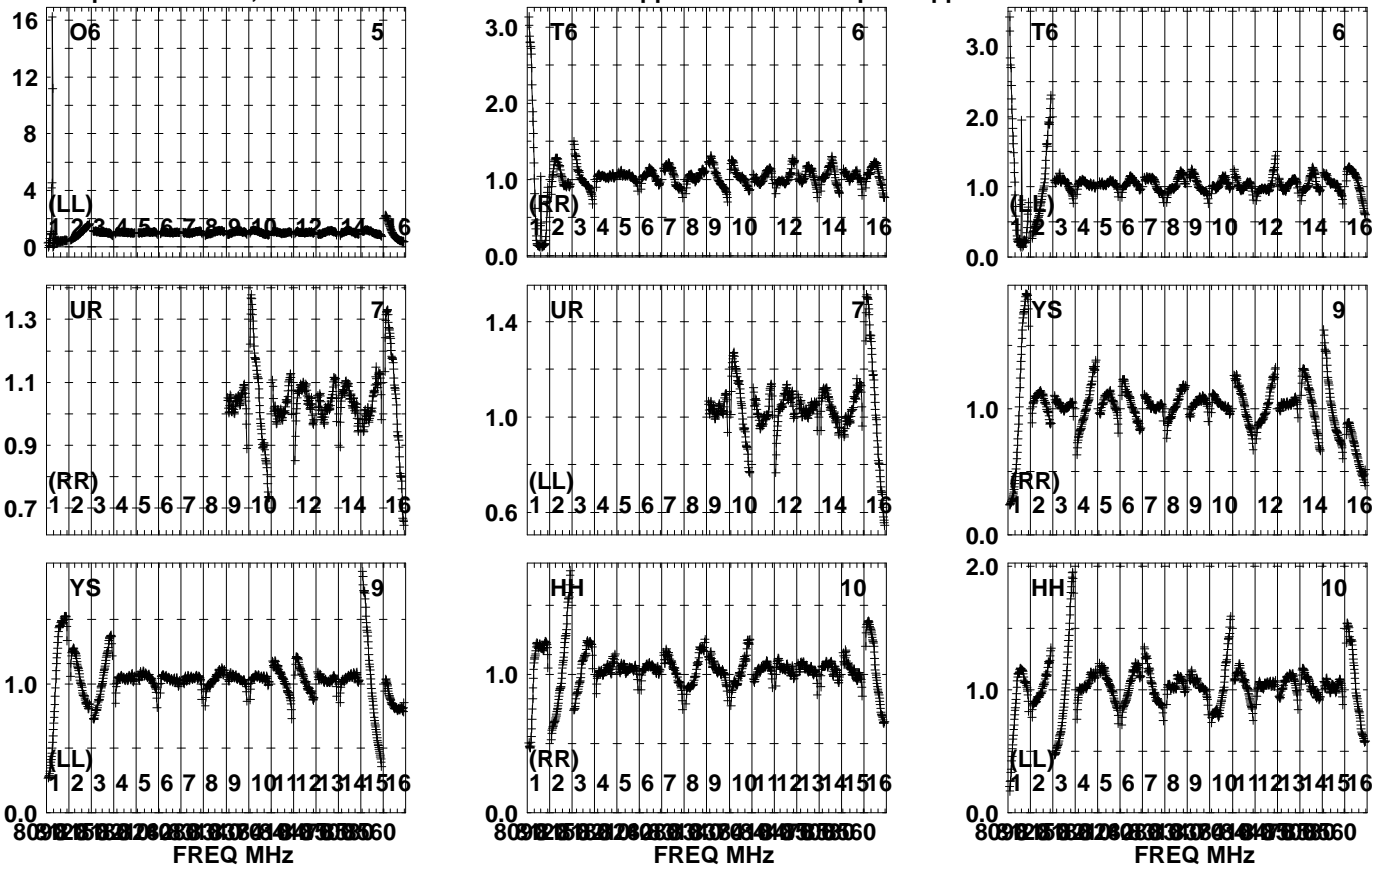 16 O6 5
12
8
4
(LL)
0
1 2 3 4 5 6 7 8 9 10 12 14 16
3.0 T6 6
2.0
1.0
(RR)
1 2 3 4 5 6 7 8 9 10 12 14 16
0.0
3.0 T6 6
2.0
1.0
(LL)
1 2 3 4 5 6 7 8 9 10 12 14 16
0.0
1.3 UR 7
1.1
0.9
(RR)
0.7 1 2 3 4 5 6 7 8 9 10 12 14 16
UR 7
1.4
1.0
(LL)
0.6 1 2 3 4 5 6 7 8 9 10 12 14 16
YS 9
1.0
(RR)
1 2 3 4 5 6 7 8 9 10 12 14 16
0.0
YS 9
1.0
(LL)
1 2 3 4 5 6 7 8 9 10 11 12 13 14 15 16
0.0
FREQ MHz
HH 10
1.0
(RR)
1 2 3 4 5 6 7 8 9 10 12 13 14 15 16
0.0
FREQ MHz
2.0 HH 10
1.0
(LL)
1 2 3 4 5 6 7 8 9 10 11 12 13 14 15 16
0.0
FREQ MHz